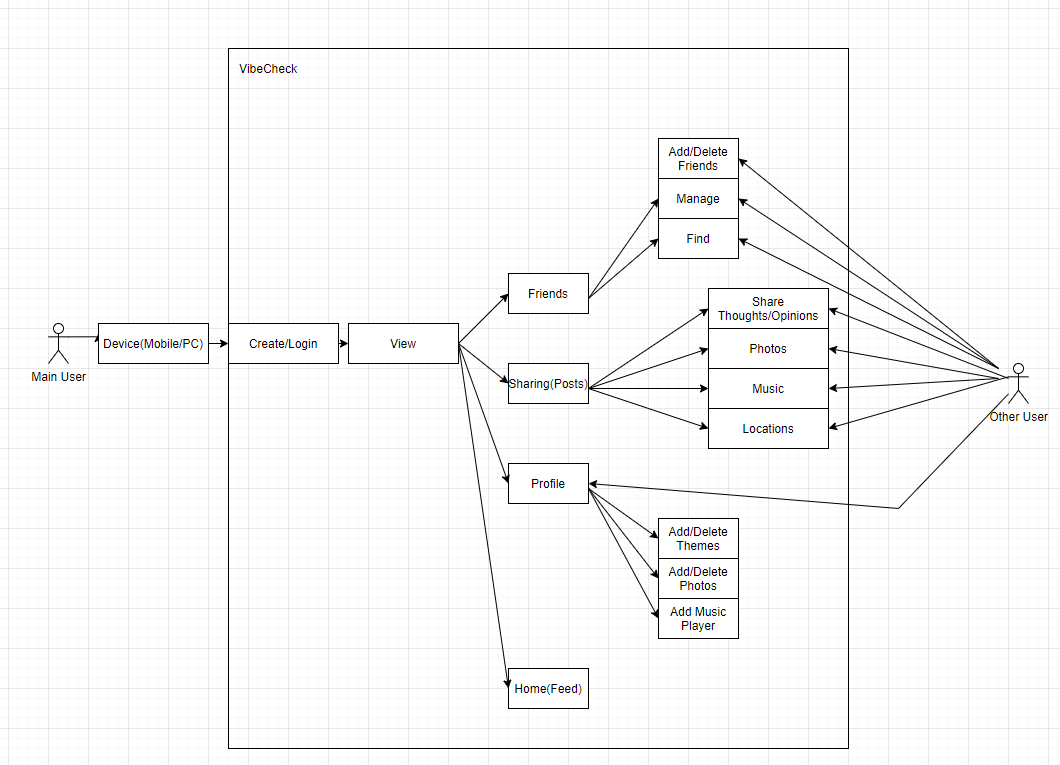 VibeCheck
Add/Delete
Friends
Manage
Find
Friends
Share
Thoughts/Opinions
Photos
Music
Locations
Device(Mobile/PC)
Create/Login
View
Main User
Sharing(Posts)
Other User
Profile
Add/Delete
Themes
Add/Delete
Photos
Add Music
Player
Home(Feed)